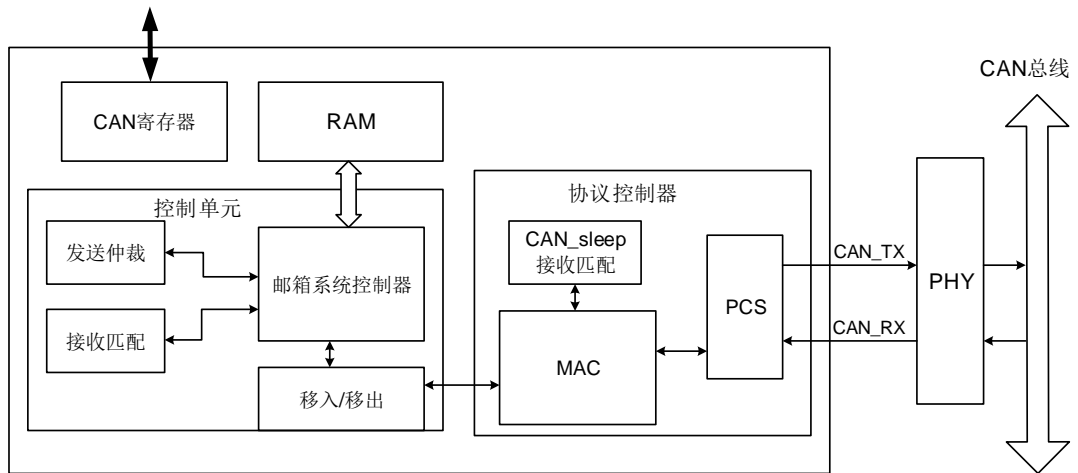 CAN总线
CAN寄存器
RAM
控制单元
协议控制器
发送仲裁
邮箱系统控制器
接收匹配
移入/移出
CAN_sleep
接收匹配
MAC
PCS
CAN_TX
CAN_RX
PHY